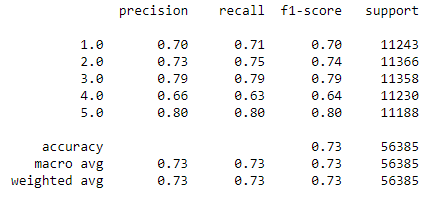 precision recall f1-score support
1.0 0.70 0.71 0.70 11243
2.0 0.73 0.75 0.74 11366
3.0 0.79 0.79 0.79 11358
4.0 0.66 0.63 0.64 11230
5.0 0.80 0.80 0.80 11188
accuracy 0.73 56385
macro avg 0.73 0.73 0.73 56385
weighted avg 0.73 0.73 0.73 56385